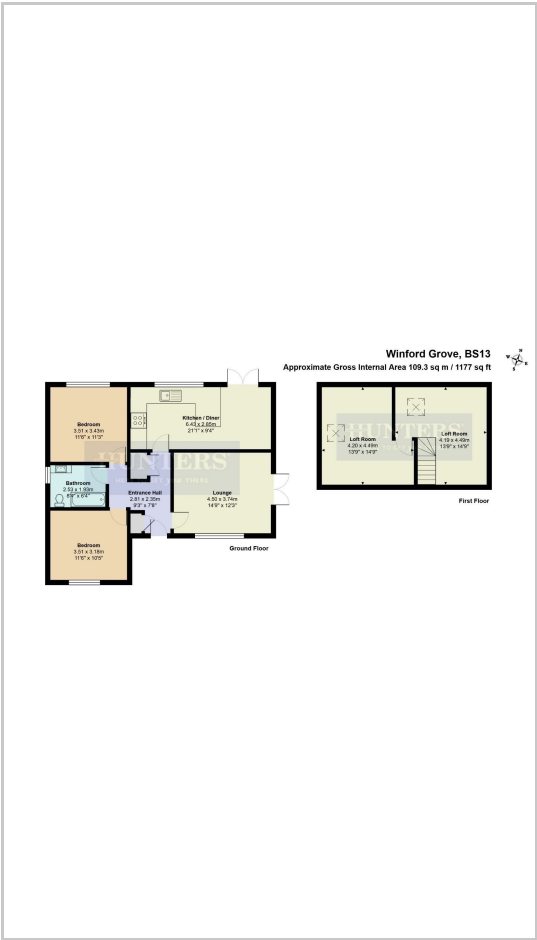 Winford Grove, BS13
Approximate Gross Internal Area 109.3 sq m / 1177 sq ft
N
E
S
W
Kitchen / Diner
6.43 x 2.85m
21'1" x 9'4"
Bedroom
3.51 x 3.43m
11'6" x 11'3"
HUNTERS
Bathroom
2.53 x 1.93m
8'4" x 6'4"
Entrance Hall
2.81 x 2.35m
9'3" x 7'8"
Lounge
4.50 x 3.74m
14'9" x 12'3"
Bedroom
3.51 x 3.18m
11'6" x 10'5"
Ground Floor
HUNTERS
Loft Room
4.20 x 4.49m
13'9" x 14'9"
Loft Room
4.19 x 4.49m
13'9" x 14'9"
First Floor